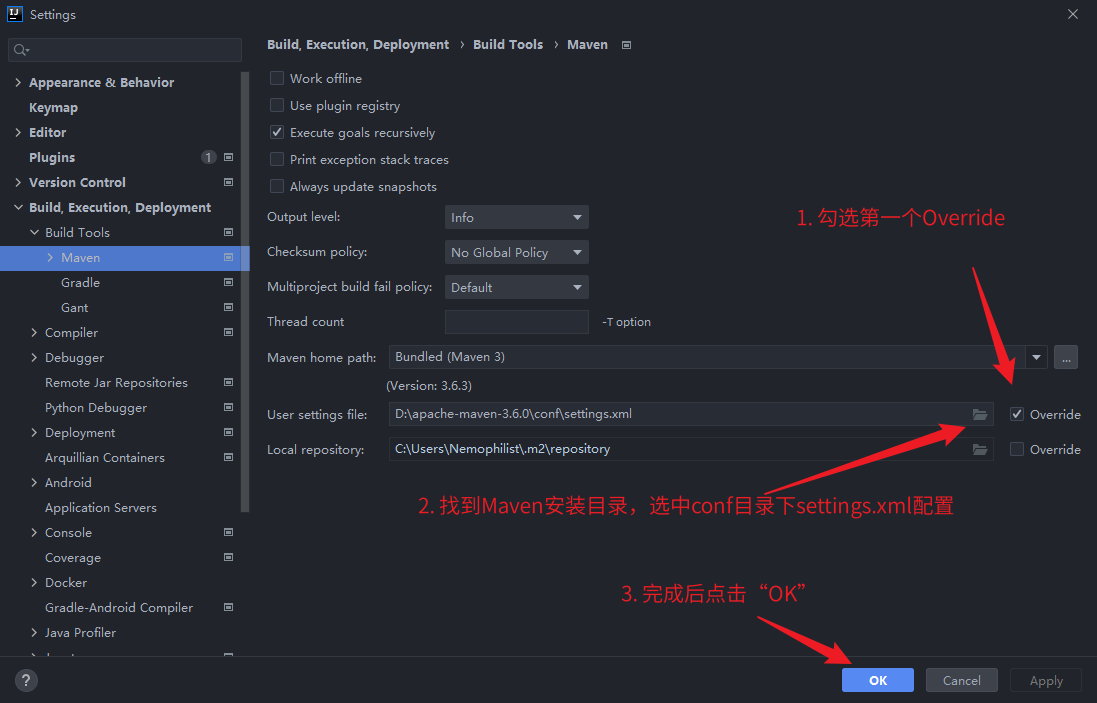 Settings
Build, Execution, Deployment › Build Tools › Maven
Appearance & Behavior
Keymap
Editor
Plugins 1
Version Control
Build, Execution, Deployment
Build Tools
Maven
Gradle
Gant
Compiler
Debugger
Remote Jar Repositories
Python Debugger
Deployment
Arquillian Containers
Android
Application Servers
Console
Coverage
Docker
Gradle-Android Compiler
Java Profiler
Work offline
Use plugin registry
Execute goals recursively
Print exception stack traces
Always update snapshots
Output level: Info
1. 勾选第一个Override
Checksum policy: No Global Policy
Multiproject build fail policy: Default
Thread count -T option
Maven home path: Bundled (Maven 3) ...
(Version: 3.6.3)
User settings file: D:\apache-maven-3.6.0\conf\settings.xml Override
Local repository: C:\Users\Nemophilist\.m2\repository Override
2. 找到Maven安装目录，选中conf目录下settings.xml配置
3. 完成后点击“OK”
? OK Cancel Apply